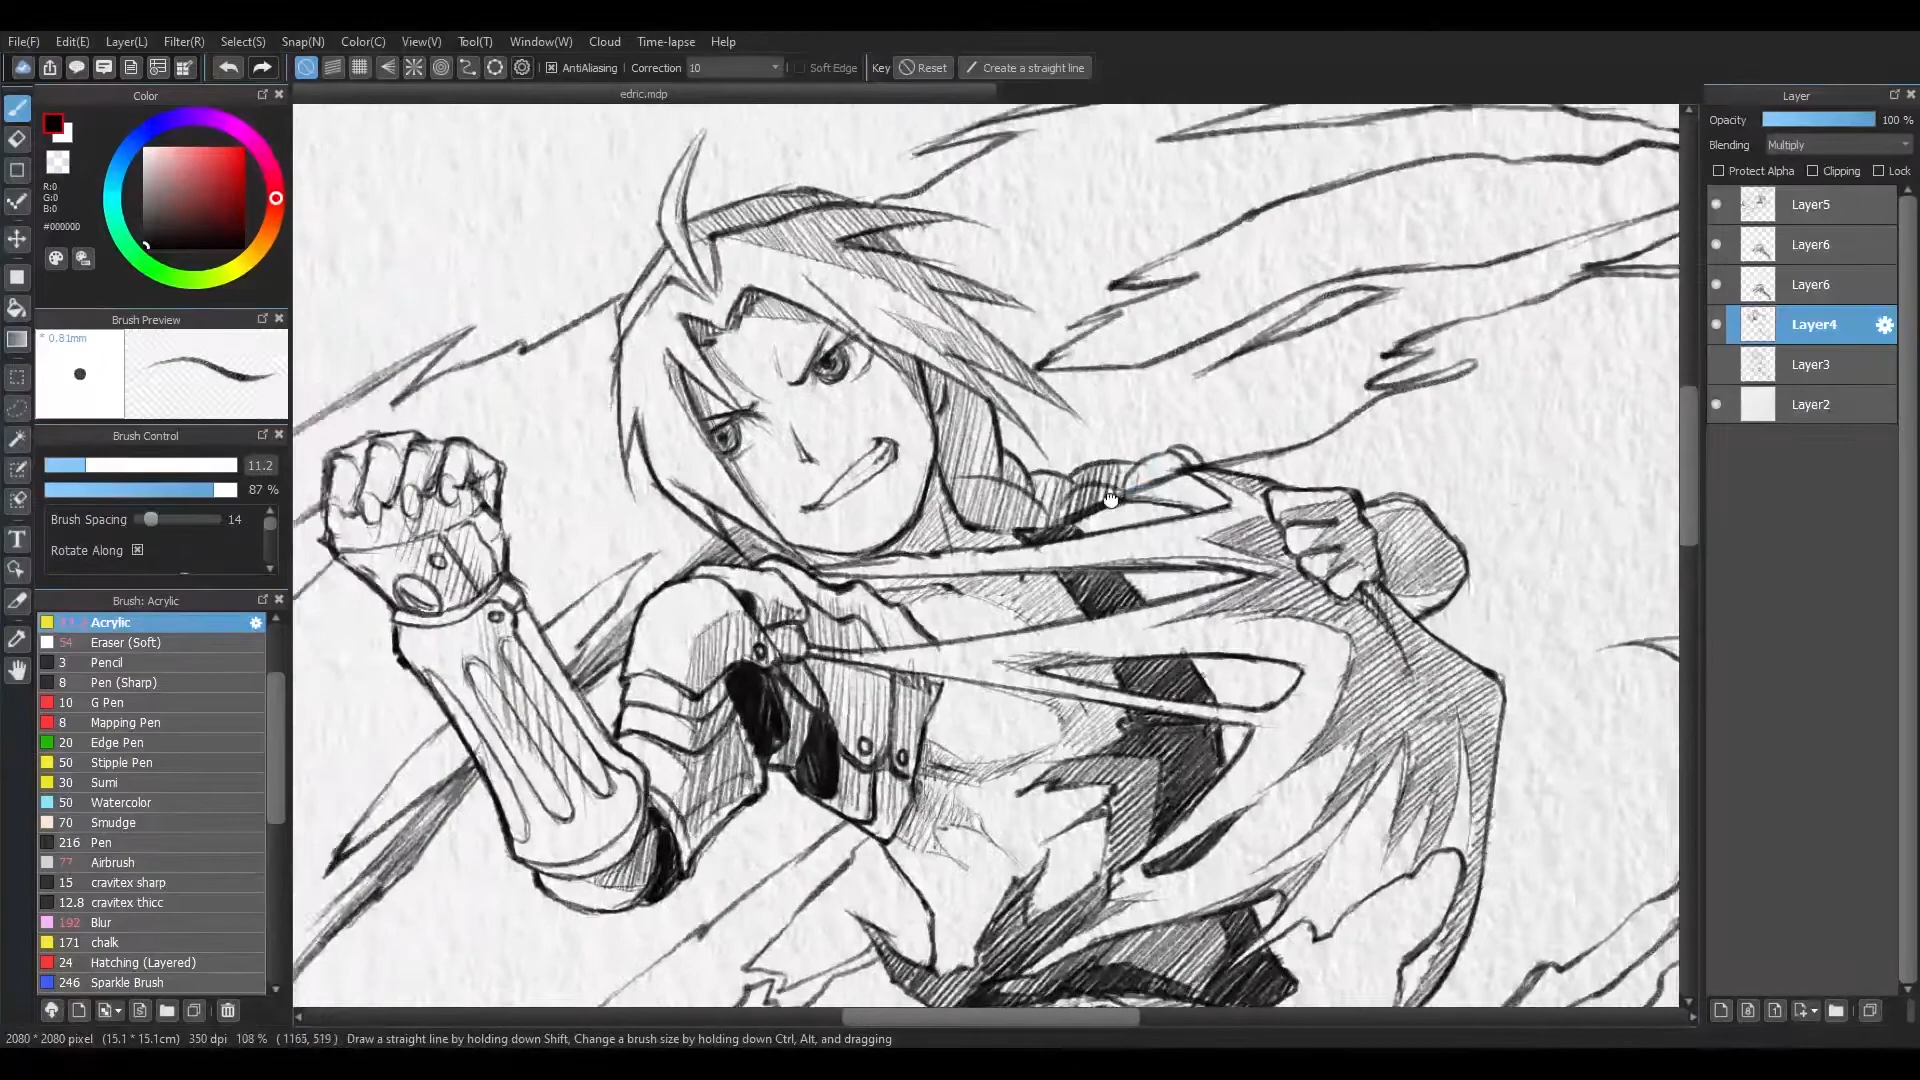 File(F) Edit(E) Layer(L) Filter(R) Select(S) Snap(N) Color(C) View(V) Tool(T) Window(W) Cloud Time-lapse Help
AntiAliasing Correction 10 Soft Edge Key Reset Create a straight line
Color
edric.mdp
R:0
G:0
B:0
#000000
Brush Preview
* 0.81mm
Brush Control
11.2
87 %
Brush Spacing 14
Rotate Along
Brush: Acrylic
Acrylic
54 Eraser (Soft)
3 Pencil
8 Pen (Sharp)
10 G Pen
8 Mapping Pen
20 Edge Pen
50 Stipple Pen
30 Sumi
50 Watercolor
70 Smudge
216 Pen
77 Airbrush
15 cravitex sharp
12.8 cravitex thicc
192 Blur
171 chalk
24 Hatching (Layered)
246 Sparkle Brush
Layer
Opacity 100 %
Blending Multiply
Protect Alpha Clipping Lock
Layer5
Layer6
Layer6
Layer4
Layer3
Layer2
2080 * 2080 pixel (15.1 * 15.1cm) 350 dpi 108 % ( 1165, 519 ) Draw a straight line by holding down Shift, Change a brush size by holding down Ctrl, Alt, and dragging